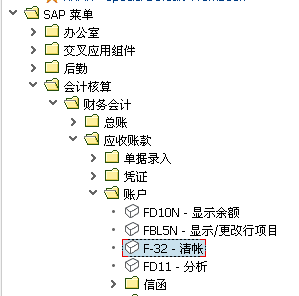 SAP 菜单
办公室
交叉应用组件
后勤
会计核算
财务会计
总账
应收账款
单据录入
凭证
账户
FD10N - 显示余额
FBL5N - 显示/更改行项目
F-32 - 清帐
FD11 - 分析
信函